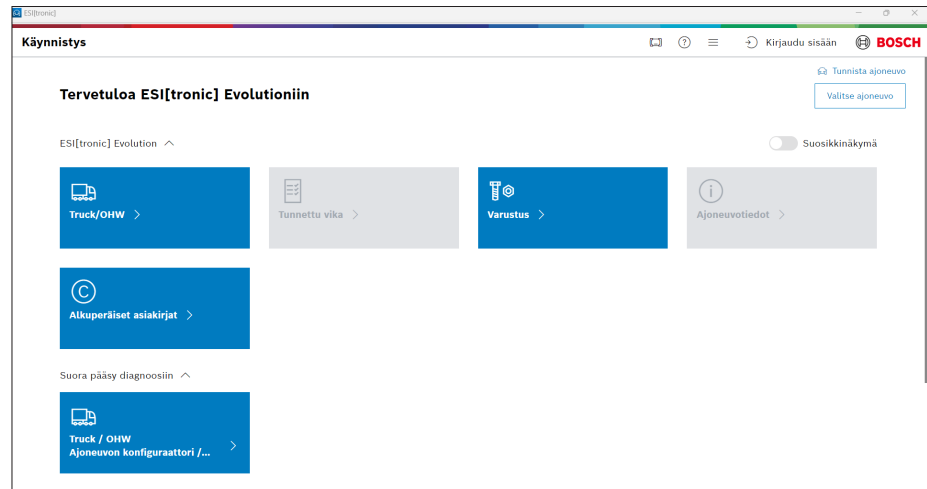 ESI[tronic]
Käynnistys
Kirjaudu sisään
BOSCH
Tunnista ajoneuvo
Tervetuloa ESI[tronic] Evolutioniin
Valitse ajoneuvo
ESI[tronic] Evolution
Suosikkinäkymä
Truck/OHW
Tunnettu vika
Varustus
Ajoneuvotiedot
Alkuperäiset asiakirjat
Suora pääsy diagnoosiin
Truck / OHW
Ajoneuvon konfiguraattori /...